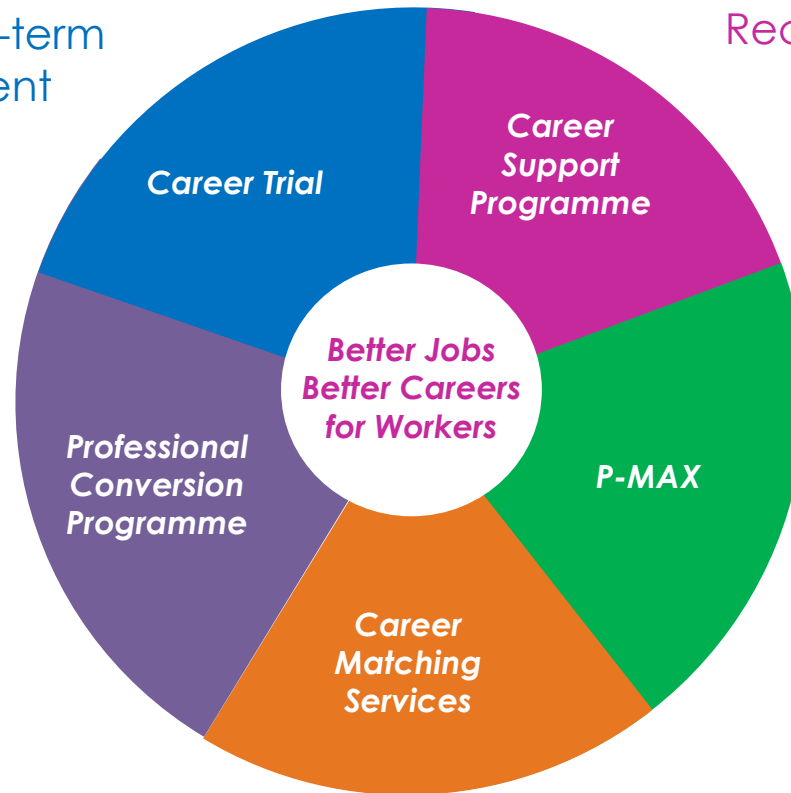 -term
ent
Career Trial
Career
Support
Programme
Better Jobs
Better Careers
for Workers
Professional
Conversion
Programme
P-MAX
Career
Matching
Services